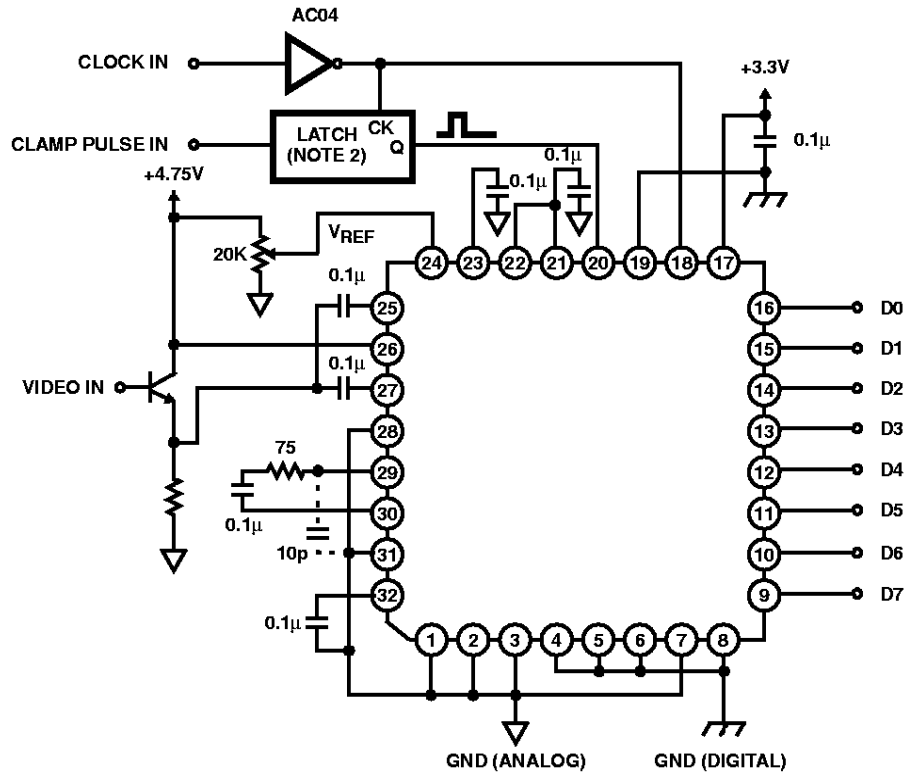 AC04
CLOCK IN
+3.3V
CK
LATCH
(NOTE 2)
Q
CLAMP PULSE IN
0.1μ
0.1μ
0.1μ
+4.75V
20K
VREF
24 23 22 21 20 19 18 17
0.1μ
25
26
0.1μ
27
VIDEO IN
28
75
29
30
0.1μ
10p
31
32
0.1μ
16 D0
15 D1
14 D2
13 D3
12 D4
11 D5
10 D6
9 D7
1 2 3 4 5 6 7 8
GND (ANALOG)
GND (DIGITAL)